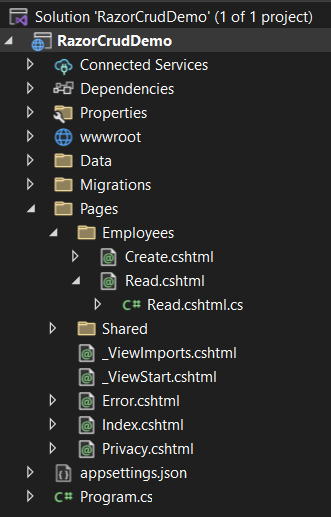 Solution 'RazorCrudDemo' (1 of 1 project)
RazorCrudDemo
Connected Services
Dependencies
Properties
wwwroot
Data
Migrations
Pages
Employees
Create.cshtml
Read.cshtml
C# Read.cshtml.cs
Shared
_ViewImports.cshtml
_ViewStart.cshtml
Error.cshtml
Index.cshtml
Privacy.cshtml
appsettings.json
C# Program.cs